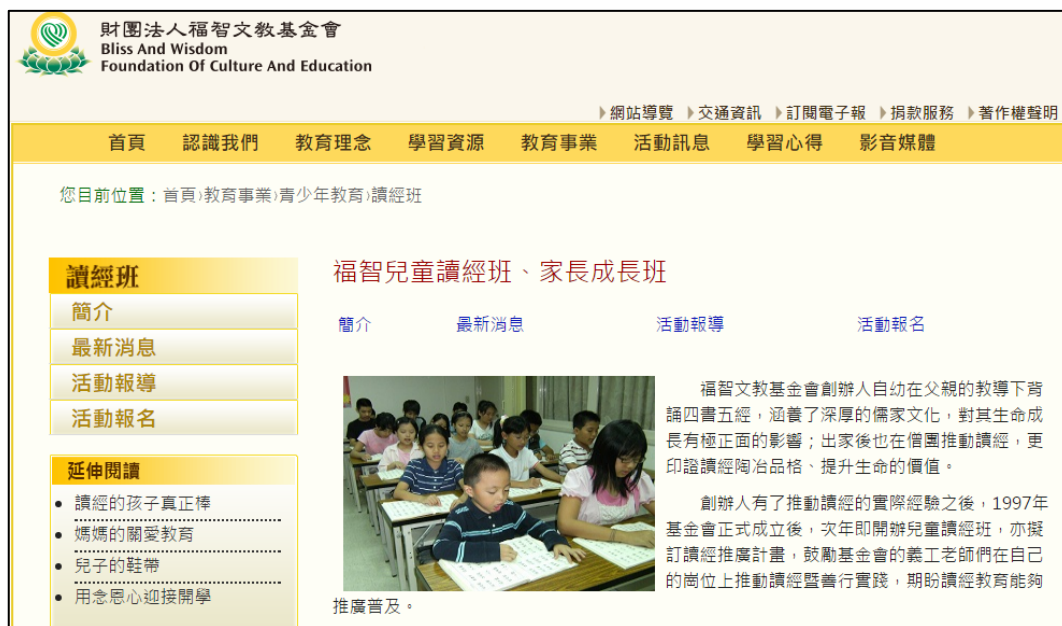 財團法人福智文教基金會
Bliss And Wisdom
Foundation Of Culture And Education
網站導覽 交通資訊 訂閱電子報 捐款服務 著作權聲明
首頁 認識我們 教育理念 學習資源 教育事業 活動訊息 學習心得 影音媒體
您目前位置：首頁›教育事業›青少年教育›讀經班
讀經班
簡介
最新消息
活動報導
活動報名
延伸閱讀
讀經的孩子真正棒
媽媽的關愛教育
兒子的鞋帶
用念恩心迎接開學
福智兒童讀經班、家長成長班
簡介 最新消息 活動報導 活動報名
福智文教基金會創辦人自幼在父親的教導下背
誦四書五經，涵養了深厚的儒家文化，對其生命成
長有極正面的影響；出家後也在僧團推動讀經，更
印證讀經陶冶品格、提升生命的價值。
創辦人有了推動讀經的實際經驗之後，1997年
基金會正式成立後，次年即開辦兒童讀經班，亦擬
訂讀經推廣計畫，鼓勵基金會的義工老師們在自己
的崗位上推動讀經暨善行實踐，期盼讀經教育能夠
推廣普及。